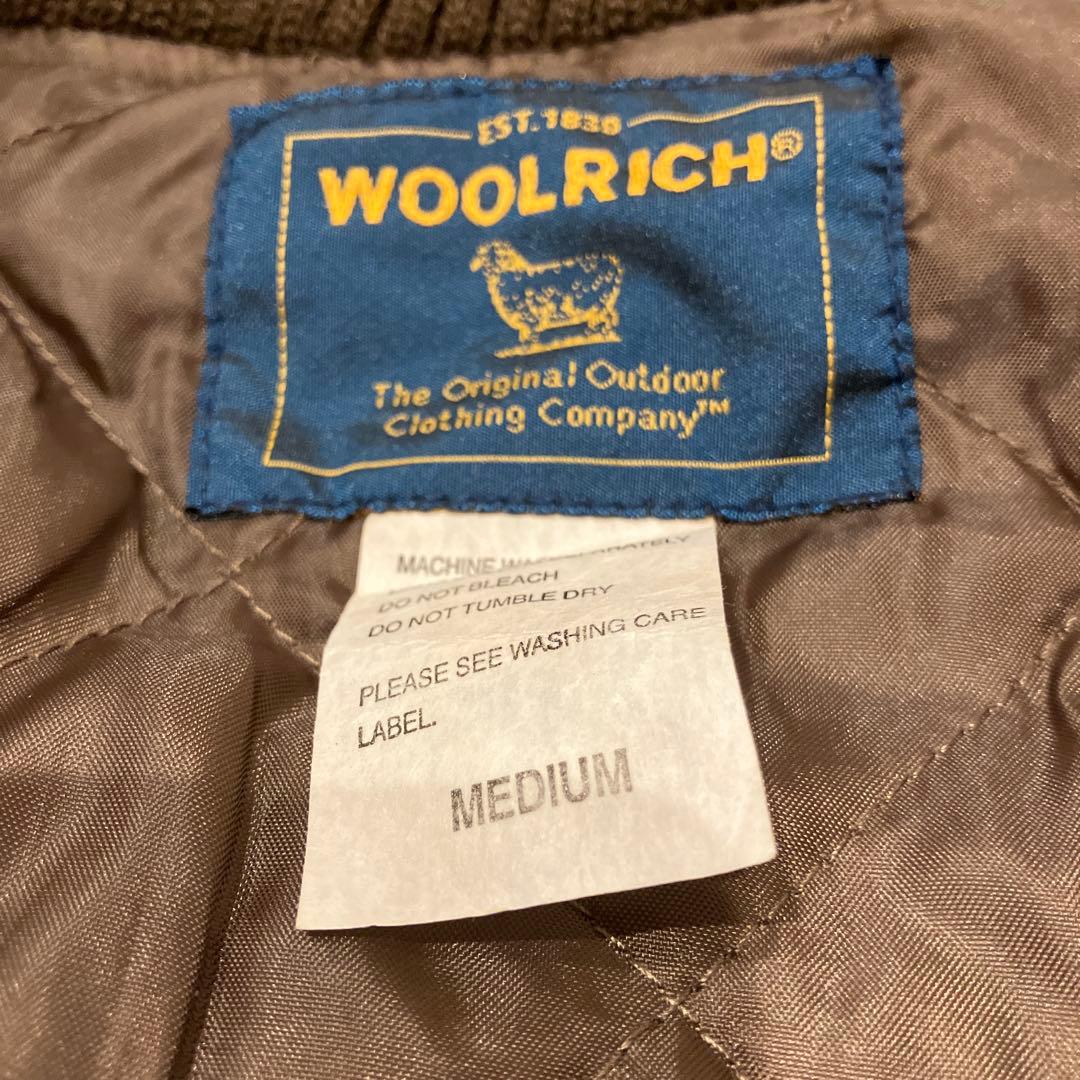 EST. 1830
WOOLRICH®
The Original Outdoor
Clothing Company™
MACHINE
DO NOT BLEACH
DO NOT TUMBLE DRY
PLEASE SEE WASHING CARE
LABEL.
MEDIUM